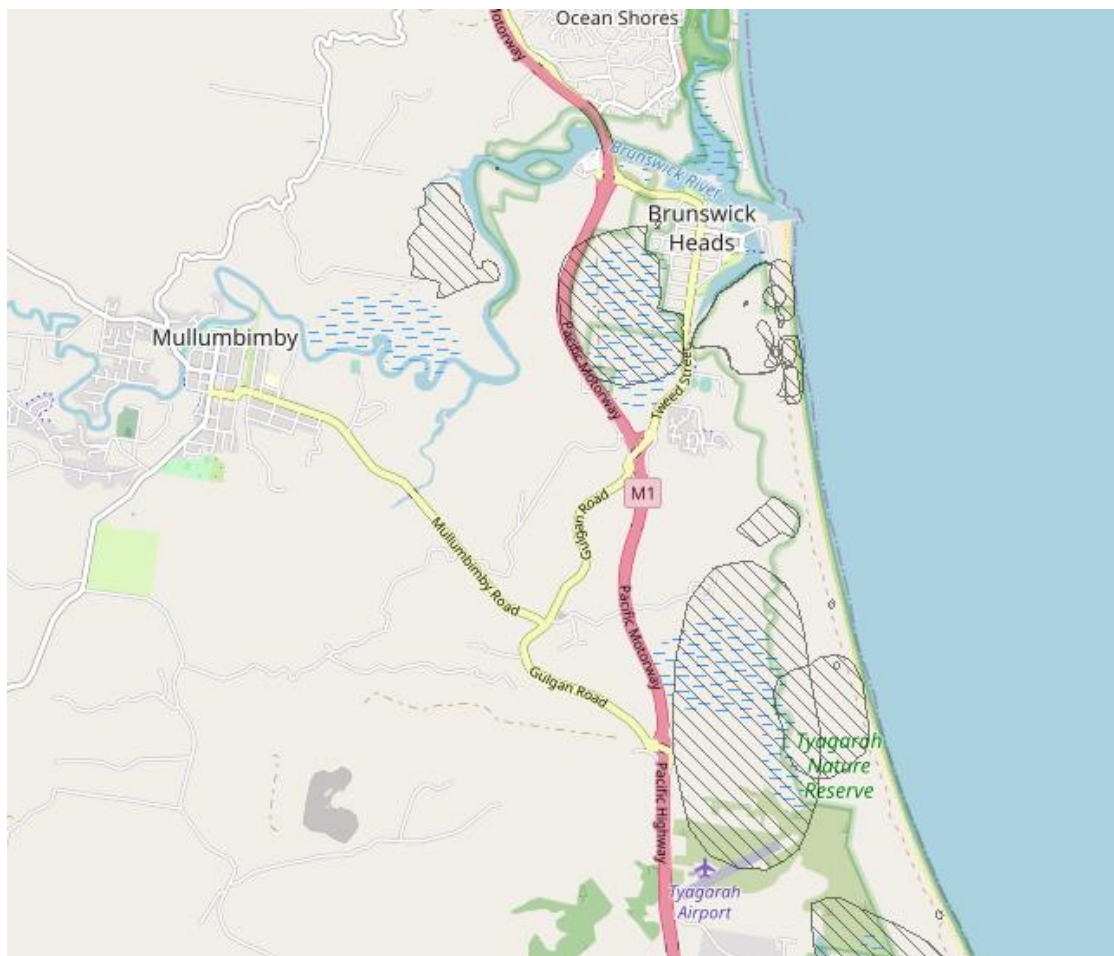 Ocean Shores
Motorway
Brunswick River
Brunswick
Heads
Mullumbimby
Pacific Motorway
Tweed Street
M1
Gulgan Road
Mullumbimby Road
Pacific Motorway
Gulgan Road
Tyagarah
Nature
Reserve
Pacific Highway
Tyagarah
Airport